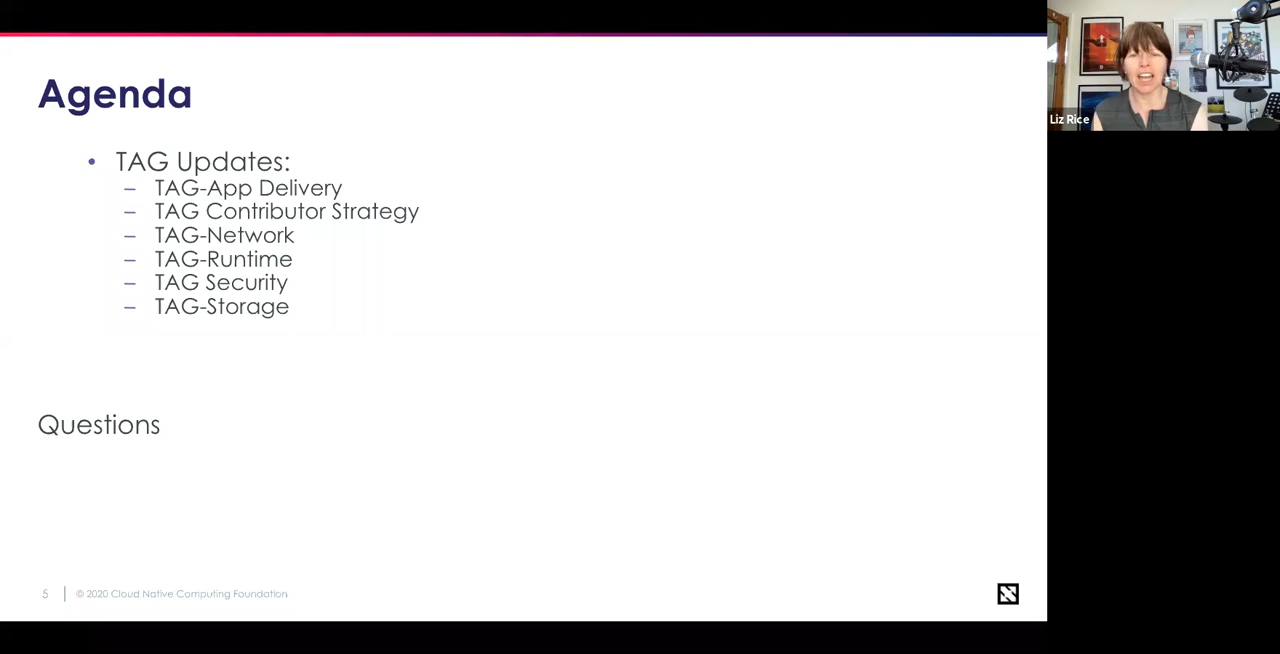 Agenda
• TAG Updates:
– TAG-App Delivery
– TAG Contributor Strategy
– TAG-Network
– TAG-Runtime
– TAG Security
– TAG-Storage
Questions
5
© 2020 Cloud Native Computing Foundation
Liz Rice